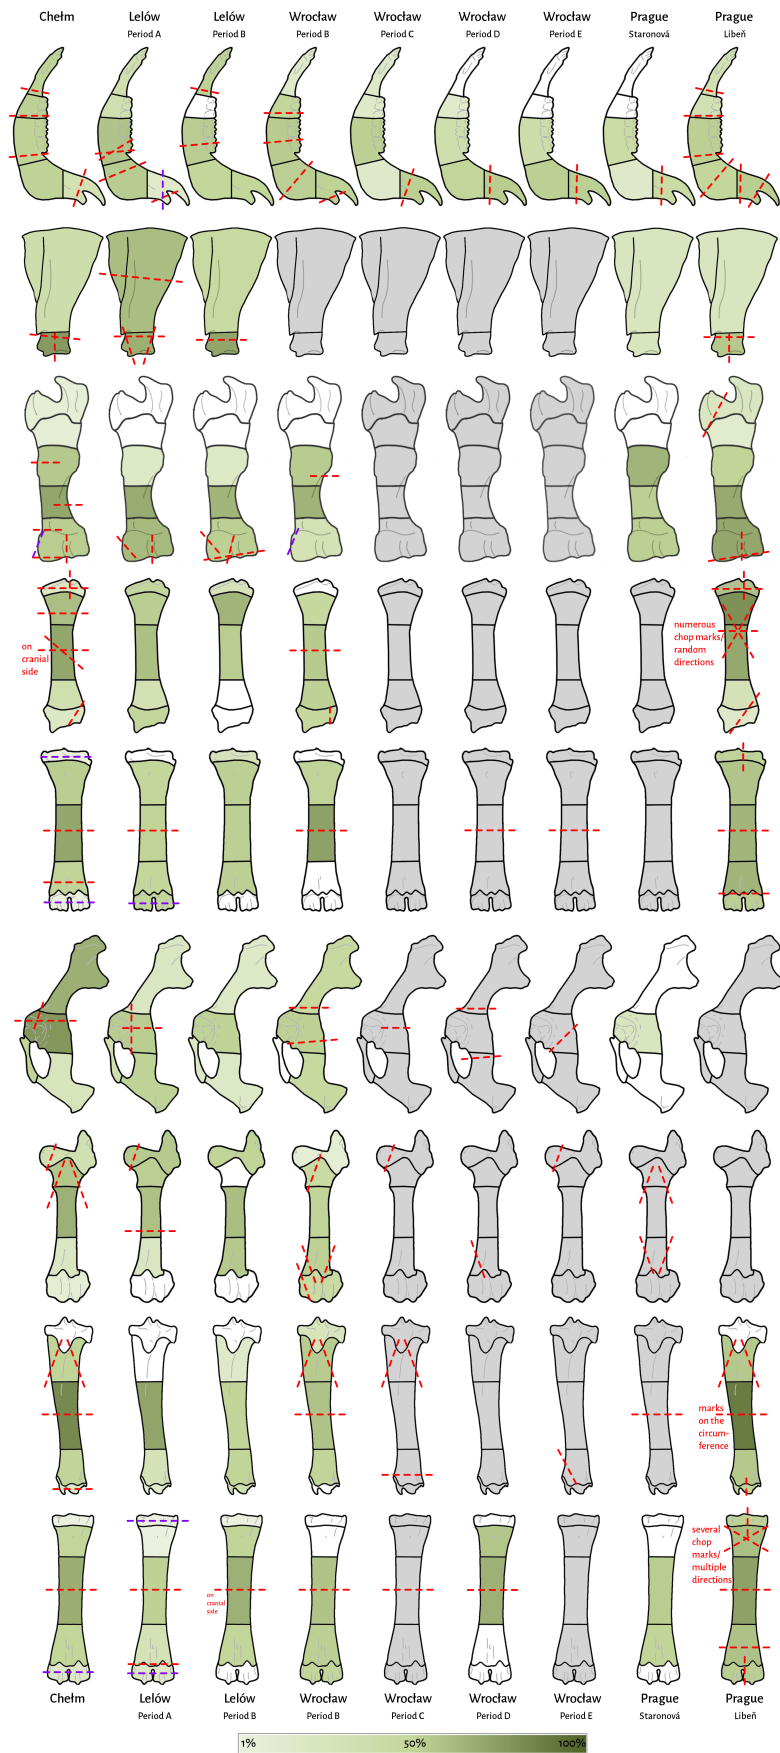 Chełm Lelów Lelów Wrocław Wrocław Wrocław Wrocław Prague Prague
Period A Period B Period B Period C Period D Period E Staronová Libeň
on
cranial
side
numerous
chop marks/
random
directions
marks
on the
circum-
ference
several
chop
marks/
multiple
directions
on
cranial
side
Chełm Lelów Lelów Wrocław Wrocław Wrocław Wrocław Prague Prague
Period A Period B Period B Period C Period D Period E Staronová Libeň
1% 50% 100%